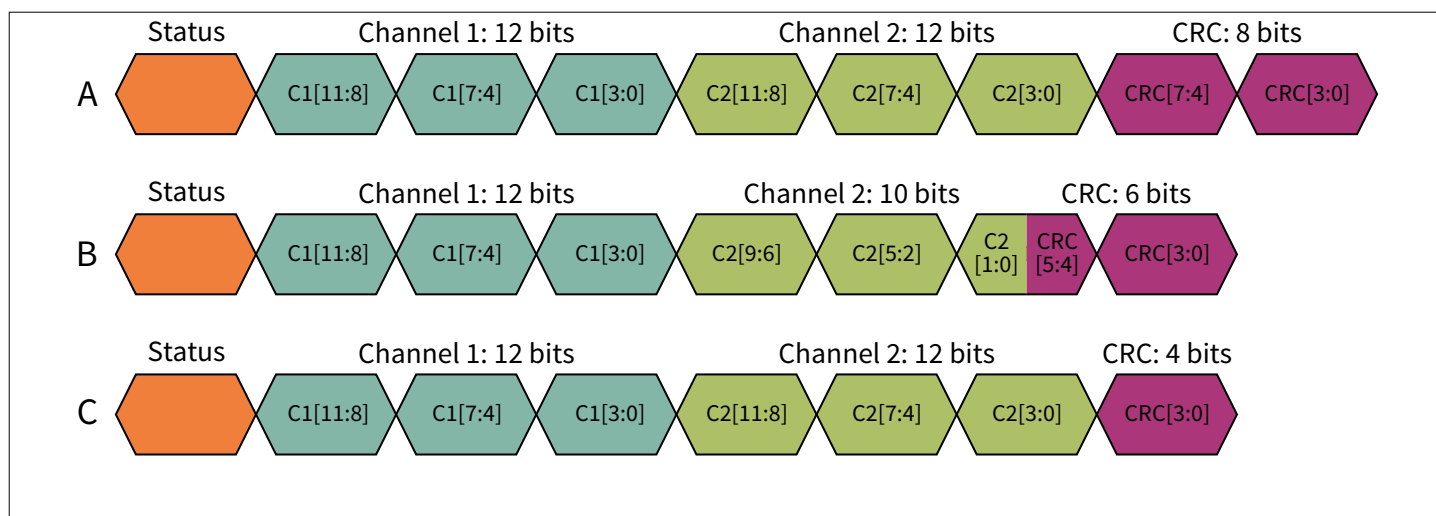 Status Channel 1: 12 bits Channel 2: 12 bits CRC: 8 bits
A C1[11:8] C1[7:4] C1[3:0] C2[11:8] C2[7:4] C2[3:0] CRC[7:4] CRC[3:0]
Status Channel 1: 12 bits Channel 2: 10 bits CRC: 6 bits
B C1[11:8] C1[7:4] C1[3:0] C2[9:6] C2[5:2] C2 [1:0] CRC [5:4] CRC[3:0]
Status Channel 1: 12 bits Channel 2: 12 bits CRC: 4 bits
C C1[11:8] C1[7:4] C1[3:0] C2[11:8] C2[7:4] C2[3:0] CRC[3:0]